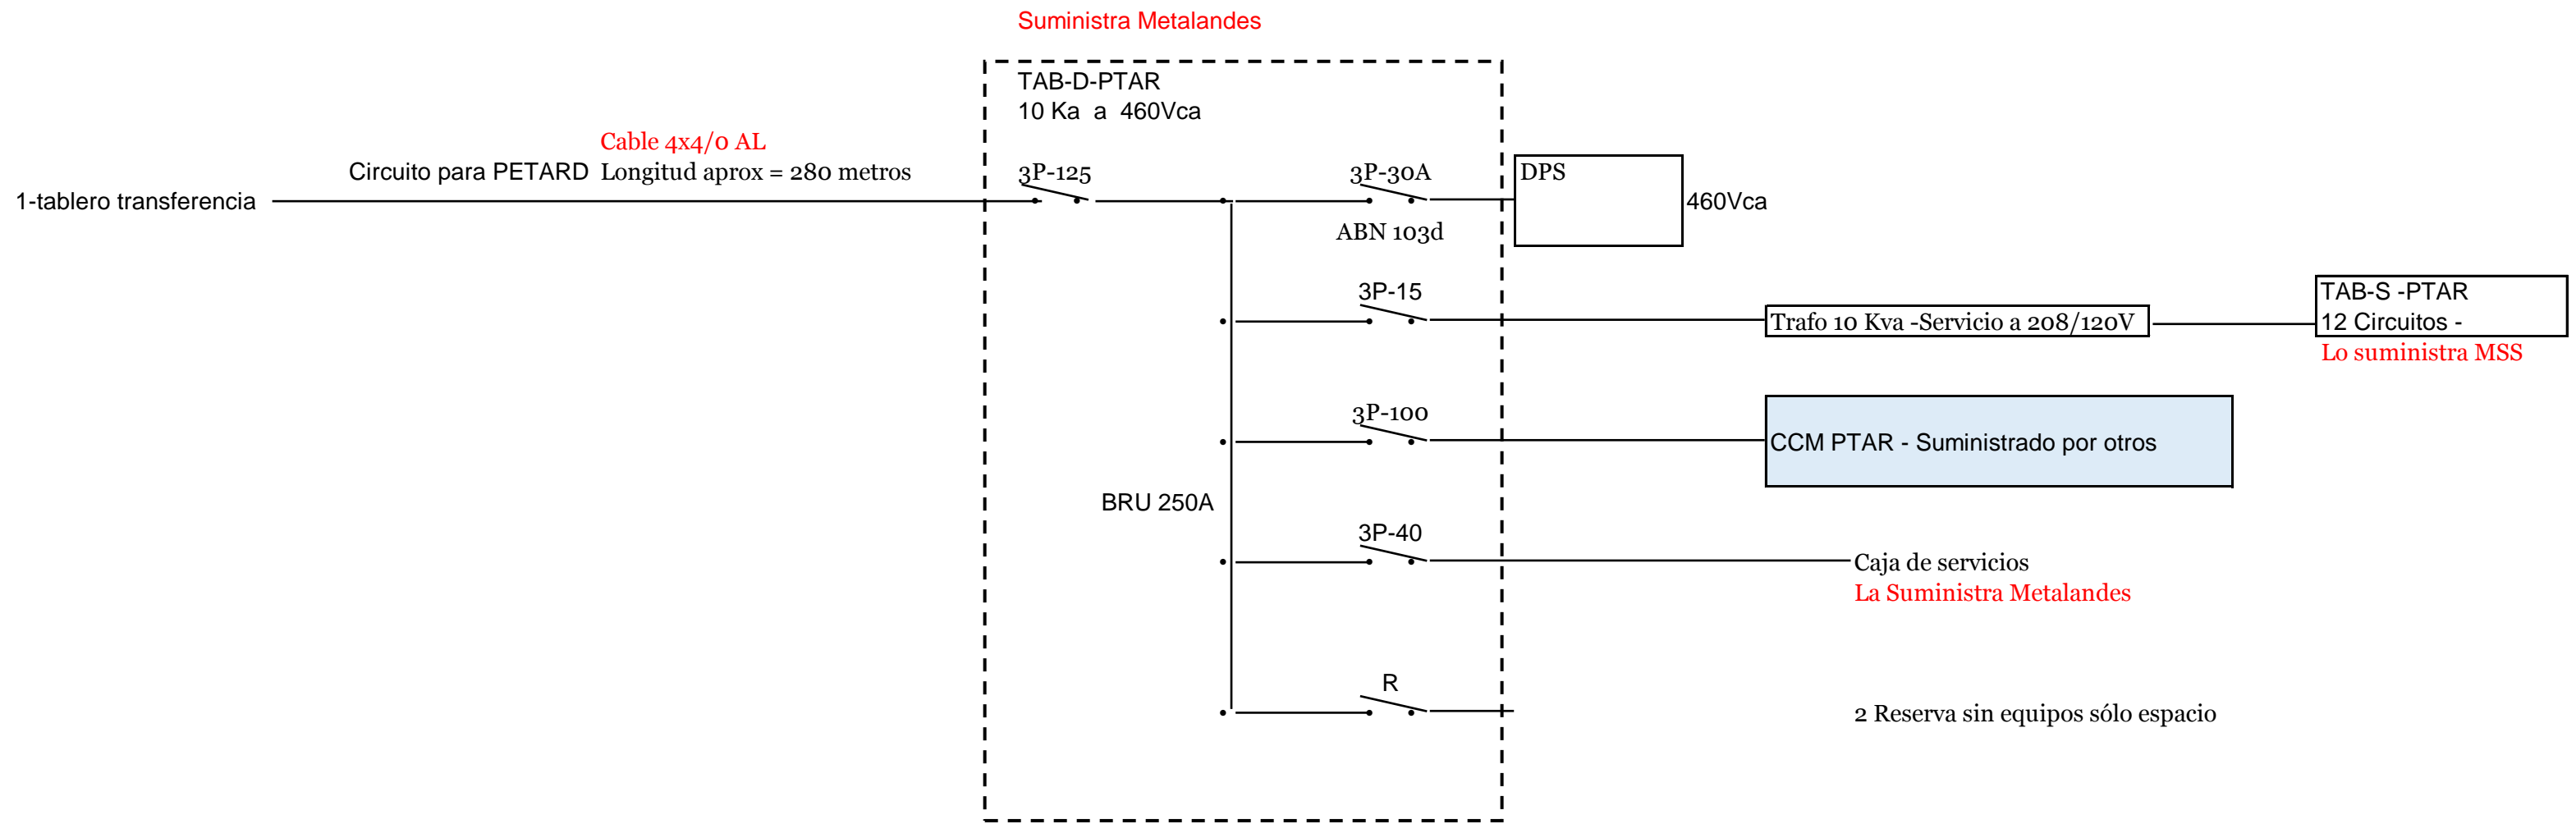 Suministra Metalandes
TAB-D-PTAR
10 Ka a 460Vca
Cable 4x4/0 AL
Circuito para PETARD Longitud aprox = 280 metros
1-tablero transferencia
3P-125
3P-30A
ABN 103d
DPS
460Vca
3P-15
Trafo 10 Kva -Servicio a 208/120V
TAB-S -PTAR
12 Circuitos -
Lo suministra MSS
3P-100
CCM PTAR - Suministrado por otros
BRU 250A
3P-40
Caja de servicios
La Suministra Metalandes
R
2 Reserva sin equipos sólo espacio